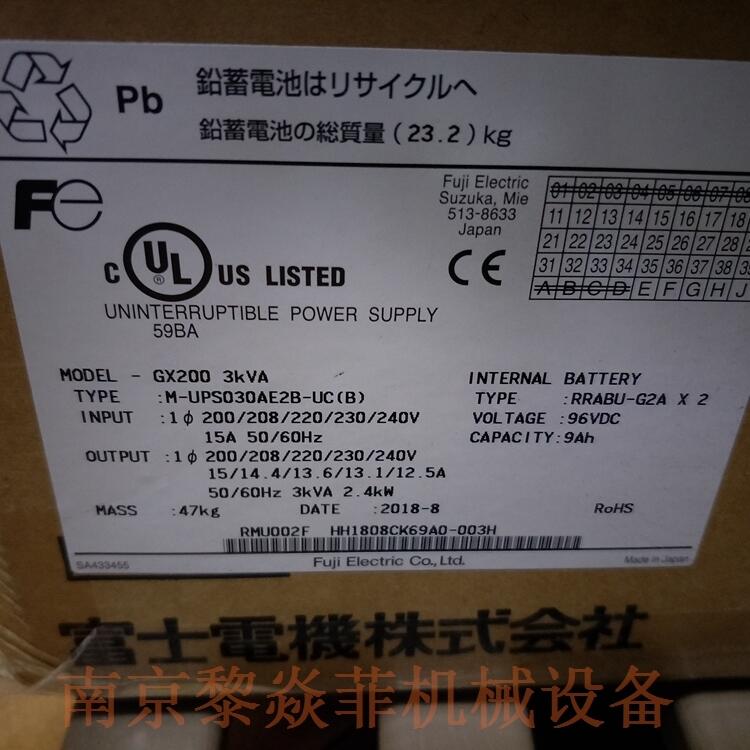 Pb
鉛蓄電池はリサイクルへ
鉛蓄電池の総質量(23.2)kg
Fe
Fuji Electric
Suzuka, Mie
513-8633
Japan
01 02 03 04 05 06 07 08
11 12 13 14 15 16 17 18
21 22 23 24 25 26 27 28 2
31 32 33 34 35 36 37 38 39
A B C D E F G H J
C UL US LISTED
CE
UNINTERRUPTIBLE POWER SUPPLY
59BA
MODEL - GX200 3kVA
TYPE :M-UPS030AE2B-UC(B)
INPUT :1φ 200/208/220/230/240V
15A 50/60Hz
OUTPUT :1φ 200/208/220/230/240V
15/14.4/13.6/13.1/12.5A
50/60Hz 3kVA 2.4kW
INTERNAL BATTERY
TYPE :RRABU-G2A X 2
VOLTAGE :96VDC
CAPACITY:9Ah
MASS :47kg DATE :2018-8 RoHS
RMU002F HH1808CK69A0-003H
SA433455 Fuji Electric Co., Ltd. Made in Japan
富士電機株式会社
南京黎焱菲机械设备